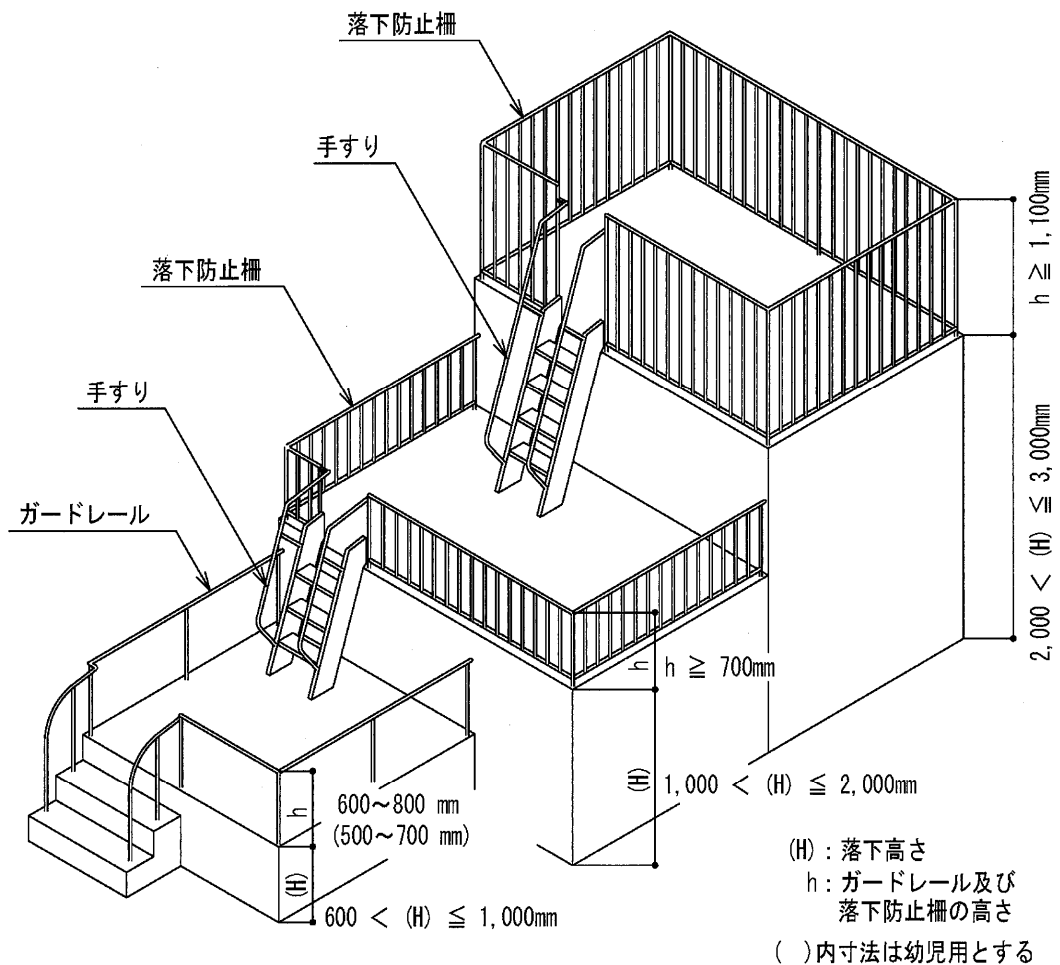 落下防止柵
手すり
落下防止柵
手すり
ガードレール
h ≧ 1,100mm
2,000 < (H) ≦ 3,000mm
h
h ≧ 700mm
(H)
1,000 < (H) ≦ 2,000mm
h
600～800 mm
(500～700 mm)
(H)
600 < (H) ≦ 1,000mm
(H) : 落下高さ
h : ガードレール及び
落下防止柵の高さ
( )内寸法は幼児用とする